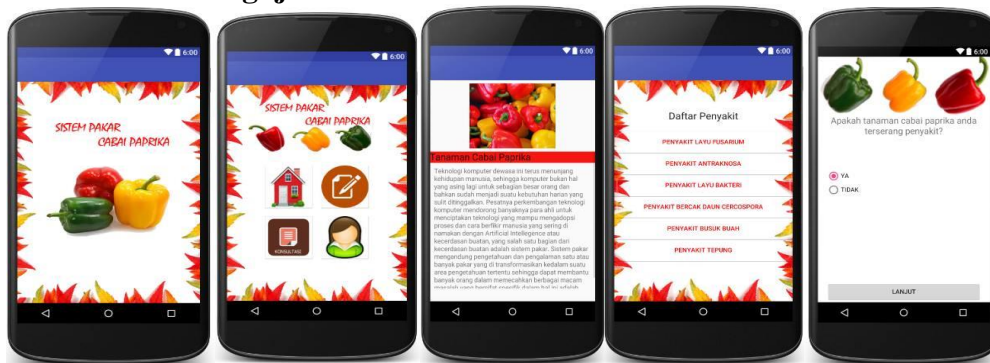 6:00
SISTEM PAKAR
CABAI PAPRIKA
6:00
SISTEM PAKAR
CABAI PAPRIKA
KONSULTASI
6:00
Tanaman Cabai Paprika
Teknologi komputer dewasa ini terus menunjang
kehidupan manusia, sehingga komputer bukan hal
yang asing lagi untuk sebagian besar orang dan
bahkan sudah menjadi suatu kebutuhan harian yang
sulit ditinggalkan. Pesatnya perkembangan teknologi
komputer mendorong banyaknya para ahli untuk
menciptakan teknologi yang mampu mengadopsi
proses dan cara berfikir manusia yang sering di
namakan dengan Artificial Intellegence atau
kecerdasan buatan, yang salah satu bagian dari
kecerdasan buatan adalah sistem pakar. Sistem pakar
mengandung pengetahuan dan pengalaman satu atau
banyak pakar yang di transformasikan kedalam suatu
area pengetahuan tertentu sehingga dapat membantu
banyak orang dalam memecahkan berbagai macam
6:00
Daftar Penyakit
PENYAKIT LAYU FUSARIUM
PENYAKIT ANTRAKNOSA
PENYAKIT LAYU BAKTERI
PENYAKIT BERCAK DAUN CERCOSPORA
PENYAKIT BUSUK BUAH
PENYAKIT TEPUNG
6:00
Apakah tanaman cabai paprika anda
terserang penyakit?
YA
TIDAK
LANJUT